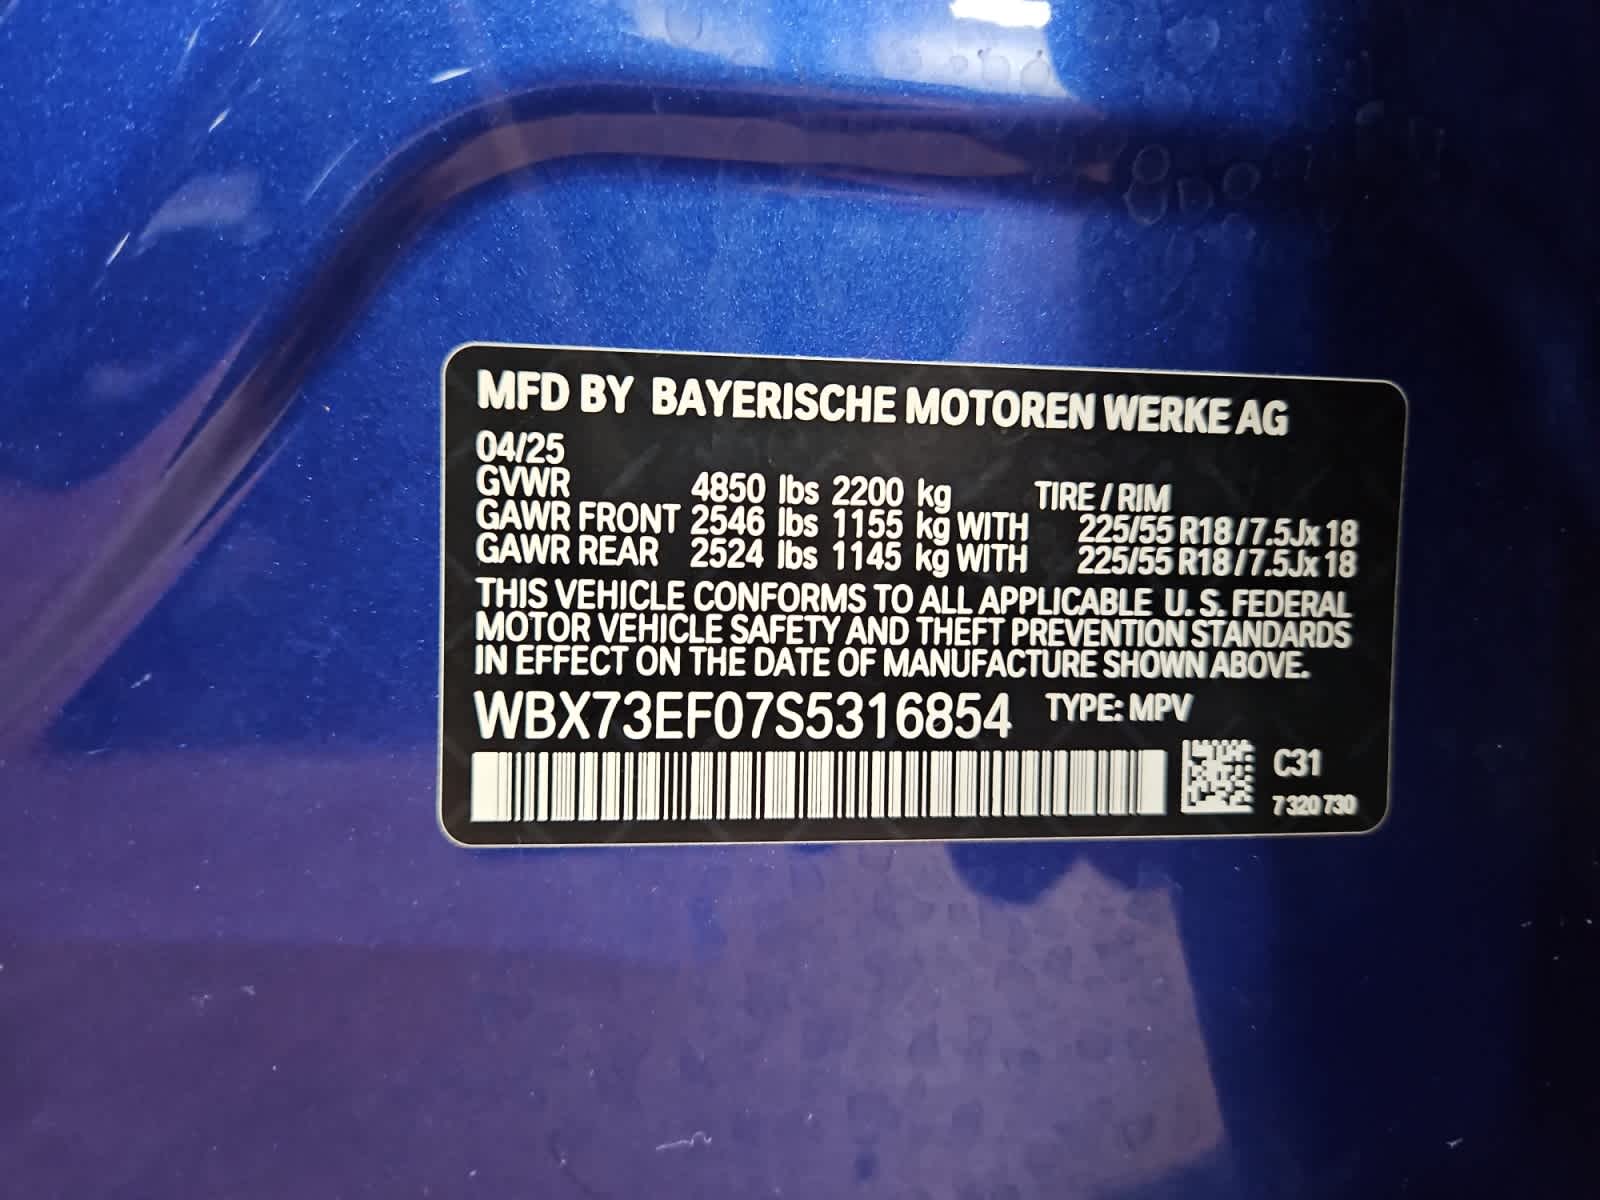 MFD BY BAYERISCHE MOTOREN WERKE AG
04/25
GVWR 4850 lbs 2200 kg TIRE / RIM
GAWR FRONT 2546 lbs 1155 kg WITH 225/55 R18 / 7.5Jx 18
GAWR REAR 2524 lbs 1145 kg WITH 225/55 R18 / 7.5Jx 18
THIS VEHICLE CONFORMS TO ALL APPLICABLE U. S. FEDERAL
MOTOR VEHICLE SAFETY AND THEFT PREVENTION STANDARDS
IN EFFECT ON THE DATE OF MANUFACTURE SHOWN ABOVE.
WBX73EF07S5316854 TYPE: MPV
C31
7 320 730